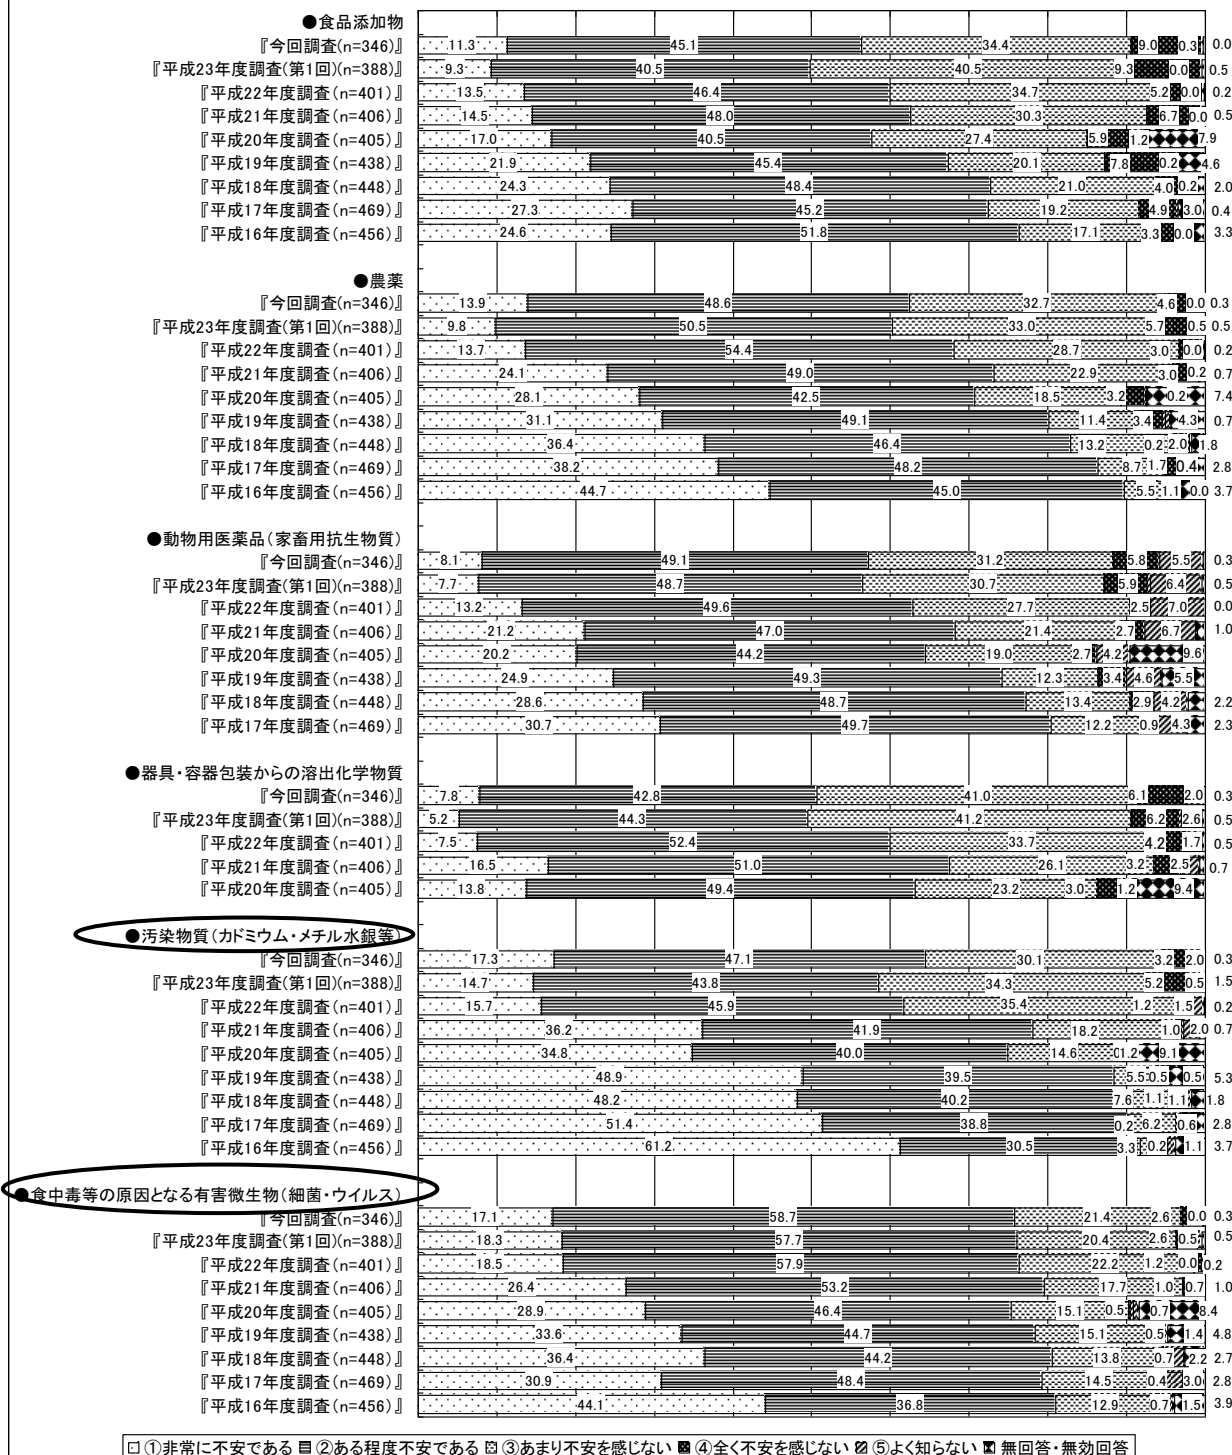 ●食品添加物
『今回調査(n=346)』 11.3 45.1 34.4 9.0 0.3 0.0
『平成23年度調査(第1回)(n=388)』 9.3 40.5 40.5 9.3 0.0 0.5
『平成22年度調査(n=401)』 13.5 46.4 34.7 5.2 0.0 0.2
『平成21年度調査(n=406)』 14.5 48.0 30.3 6.7 0.0 0.5
『平成20年度調査(n=405)』 17.0 40.5 27.4 5.9 1.2 7.9
『平成19年度調査(n=438)』 21.9 45.4 20.1 7.8 0.2 4.6
『平成18年度調査(n=448)』 24.3 48.4 21.0 4.0 0.2 2.0
『平成17年度調査(n=469)』 27.3 45.2 19.2 4.9 3.0 0.4
『平成16年度調査(n=456)』 24.6 51.8 17.1 3.3 0.0 3.3
●農薬
『今回調査(n=346)』 13.9 48.6 32.7 4.6 0.0 0.3
『平成23年度調査(第1回)(n=388)』 9.8 50.5 33.0 5.7 0.5 0.5
『平成22年度調査(n=401)』 13.7 54.4 28.7 3.0 0.0 0.2
『平成21年度調査(n=406)』 24.1 49.0 22.9 3.0 0.2 0.7
『平成20年度調査(n=405)』 28.1 42.5 18.5 3.2 0.2 7.4
『平成19年度調査(n=438)』 31.1 49.1 11.4 3.4 4.3 0.7
『平成18年度調査(n=448)』 36.4 46.4 13.2 0.2 2.0 1.8
『平成17年度調査(n=469)』 38.2 48.2 8.7 1.7 0.4 2.8
『平成16年度調査(n=456)』 44.7 45.0 5.5 1.1 0.0 3.7
●動物用医薬品(家畜用抗生物質)
『今回調査(n=346)』 8.1 49.1 31.2 5.8 5.5 0.3
『平成23年度調査(第1回)(n=388)』 7.7 48.7 30.7 5.9 6.4 0.5
『平成22年度調査(n=401)』 13.2 49.6 27.7 2.5 7.0 0.0
『平成21年度調査(n=406)』 21.2 47.0 21.4 2.7 6.7 1.0
『平成20年度調査(n=405)』 20.2 44.2 19.0 2.7 4.2 9.6
『平成19年度調査(n=438)』 24.9 49.3 12.3 3.4 4.6 5.5
『平成18年度調査(n=448)』 28.6 48.7 13.4 2.9 4.2 2.2
『平成17年度調査(n=469)』 30.7 49.7 12.2 0.9 4.3 2.3
●器具・容器包装からの溶出化学物質
『今回調査(n=346)』 7.8 42.8 41.0 6.1 2.0 0.3
『平成23年度調査(第1回)(n=388)』 5.2 44.3 41.2 6.2 2.6 0.5
『平成22年度調査(n=401)』 7.5 52.4 33.7 4.2 1.7 0.5
『平成21年度調査(n=406)』 16.5 51.0 26.1 3.2 2.5 0.7
『平成20年度調査(n=405)』 13.8 49.4 23.2 3.0 1.2 9.4
●汚染物質(カドミウム・メチル水銀等)
『今回調査(n=346)』 17.3 47.1 30.1 3.2 2.0 0.3
『平成23年度調査(第1回)(n=388)』 14.7 43.8 34.3 5.2 0.5 1.5
『平成22年度調査(n=401)』 15.7 45.9 35.4 1.2 1.5 0.2
『平成21年度調査(n=406)』 36.2 41.9 18.2 1.0 2.0 0.7
『平成20年度調査(n=405)』 34.8 40.0 14.6 1.2 9.1
『平成19年度調査(n=438)』 48.9 39.5 5.5 0.5 0.5 5.3
『平成18年度調査(n=448)』 48.2 40.2 7.6 1.1 1.1 1.8
『平成17年度調査(n=469)』 51.4 38.8 0.2 6.2 0.6 2.8
『平成16年度調査(n=456)』 61.2 30.5 3.3 0.2 1.1 3.7
●食中毒等の原因となる有害微生物(細菌・ウイルス)
『今回調査(n=346)』 17.1 58.7 21.4 2.6 0.0 0.3
『平成23年度調査(第1回)(n=388)』 18.3 57.7 20.4 2.6 0.5 0.5
『平成22年度調査(n=401)』 18.5 57.9 22.2 1.2 0.0 0.2
『平成21年度調査(n=406)』 26.4 53.2 17.7 1.0 0.7 1.0
『平成20年度調査(n=405)』 28.9 46.4 15.1 0.5 0.7 8.4
『平成19年度調査(n=438)』 33.6 44.7 15.1 0.5 1.4 4.8
『平成18年度調査(n=448)』 36.4 44.2 13.8 0.7 2.2 2.7
『平成17年度調査(n=469)』 30.9 48.4 14.5 0.4 3.0 2.8
『平成16年度調査(n=456)』 44.1 36.8 12.9 0.7 1.5 3.9
①非常に不安である ②ある程度不安である ③あまり不安を感じない ④全く不安を感じない ⑤よく知らない 無回答・無効回答